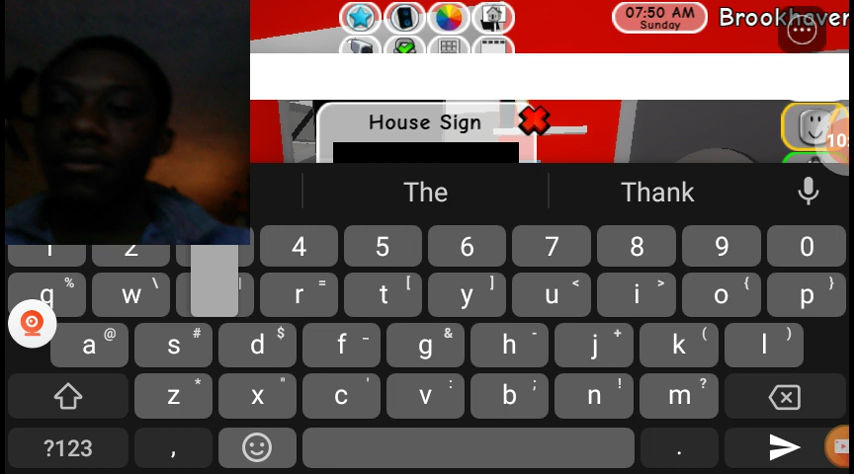 07:50 AM
Sunday
Brookhaven
House Sign
10
The
Thank
1 2 4 5 6 7 8 9 0
q % w \ | r = t [ y ] u < i > o { p }
a @ s # d $ f _ g & h - j + k ( l )
z * x " c ' v : b ; n ! m ?
?123 , .